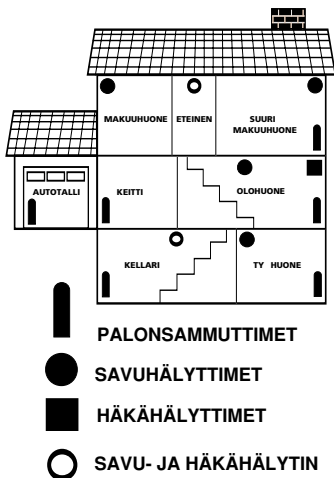 MAKUUHUONE ETEINEN SUURI
MAKUUHUONE
AUTOTALLI KEITTI OLOHUONE
KELLARI TY HUONE
PALONSAMMUTTIMET
SAVUHÄLYTTIMET
HÄKÄHÄLYTTIMET
SAVU- JA HÄKÄHÄLYTIN